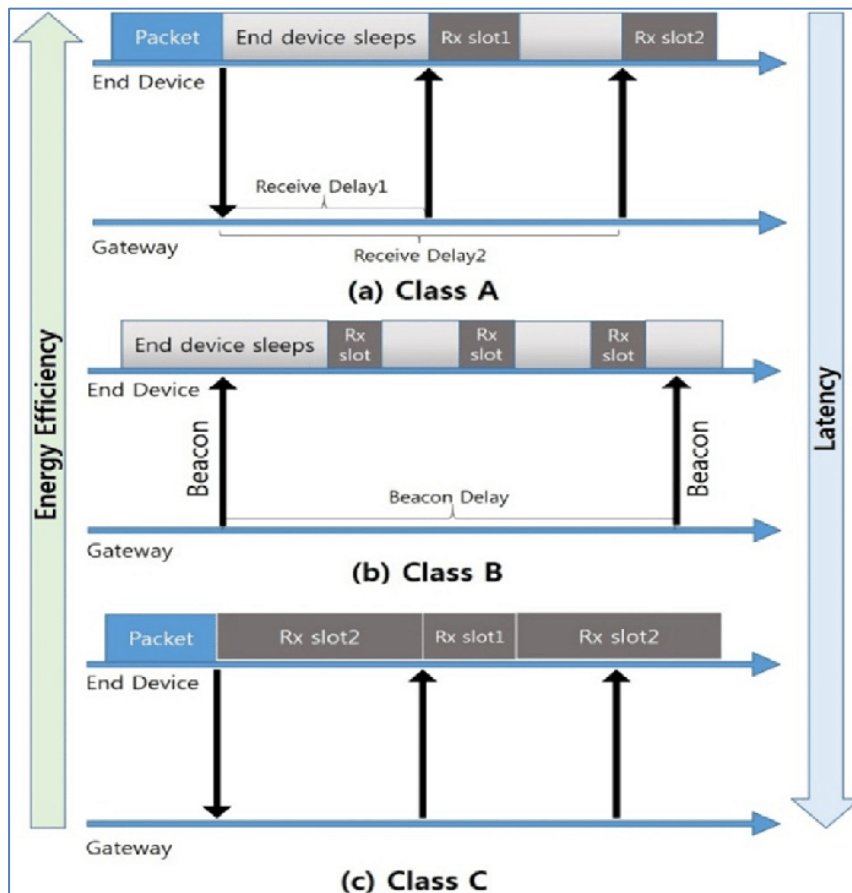 Packet
End device sleeps
Rx slot1
Rx slot2
End Device
Receive Delay1
Gateway
Receive Delay2
(a) Class A
End device sleeps
Rx
slot
Rx
slot
Rx
slot
End Device
Beacon
Beacon
Beacon Delay
Gateway
(b) Class B
Packet
Rx slot2
Rx slot1
Rx slot2
End Device
Gateway
(c) Class C
Energy Efficiency
Latency